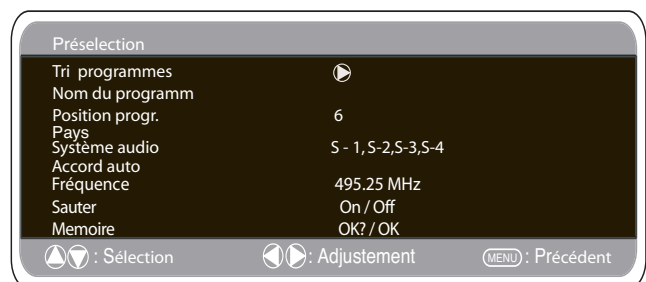 Préselection
Tri programmes
Nom du programm
Position progr. 6
Pays
Système audio S - 1, S-2,S-3,S-4
Accord auto
Fréquence 495.25 MHz
Sauter On / Off
Memoire OK? / OK
: Sélection : Adjustement MENU : Précédent